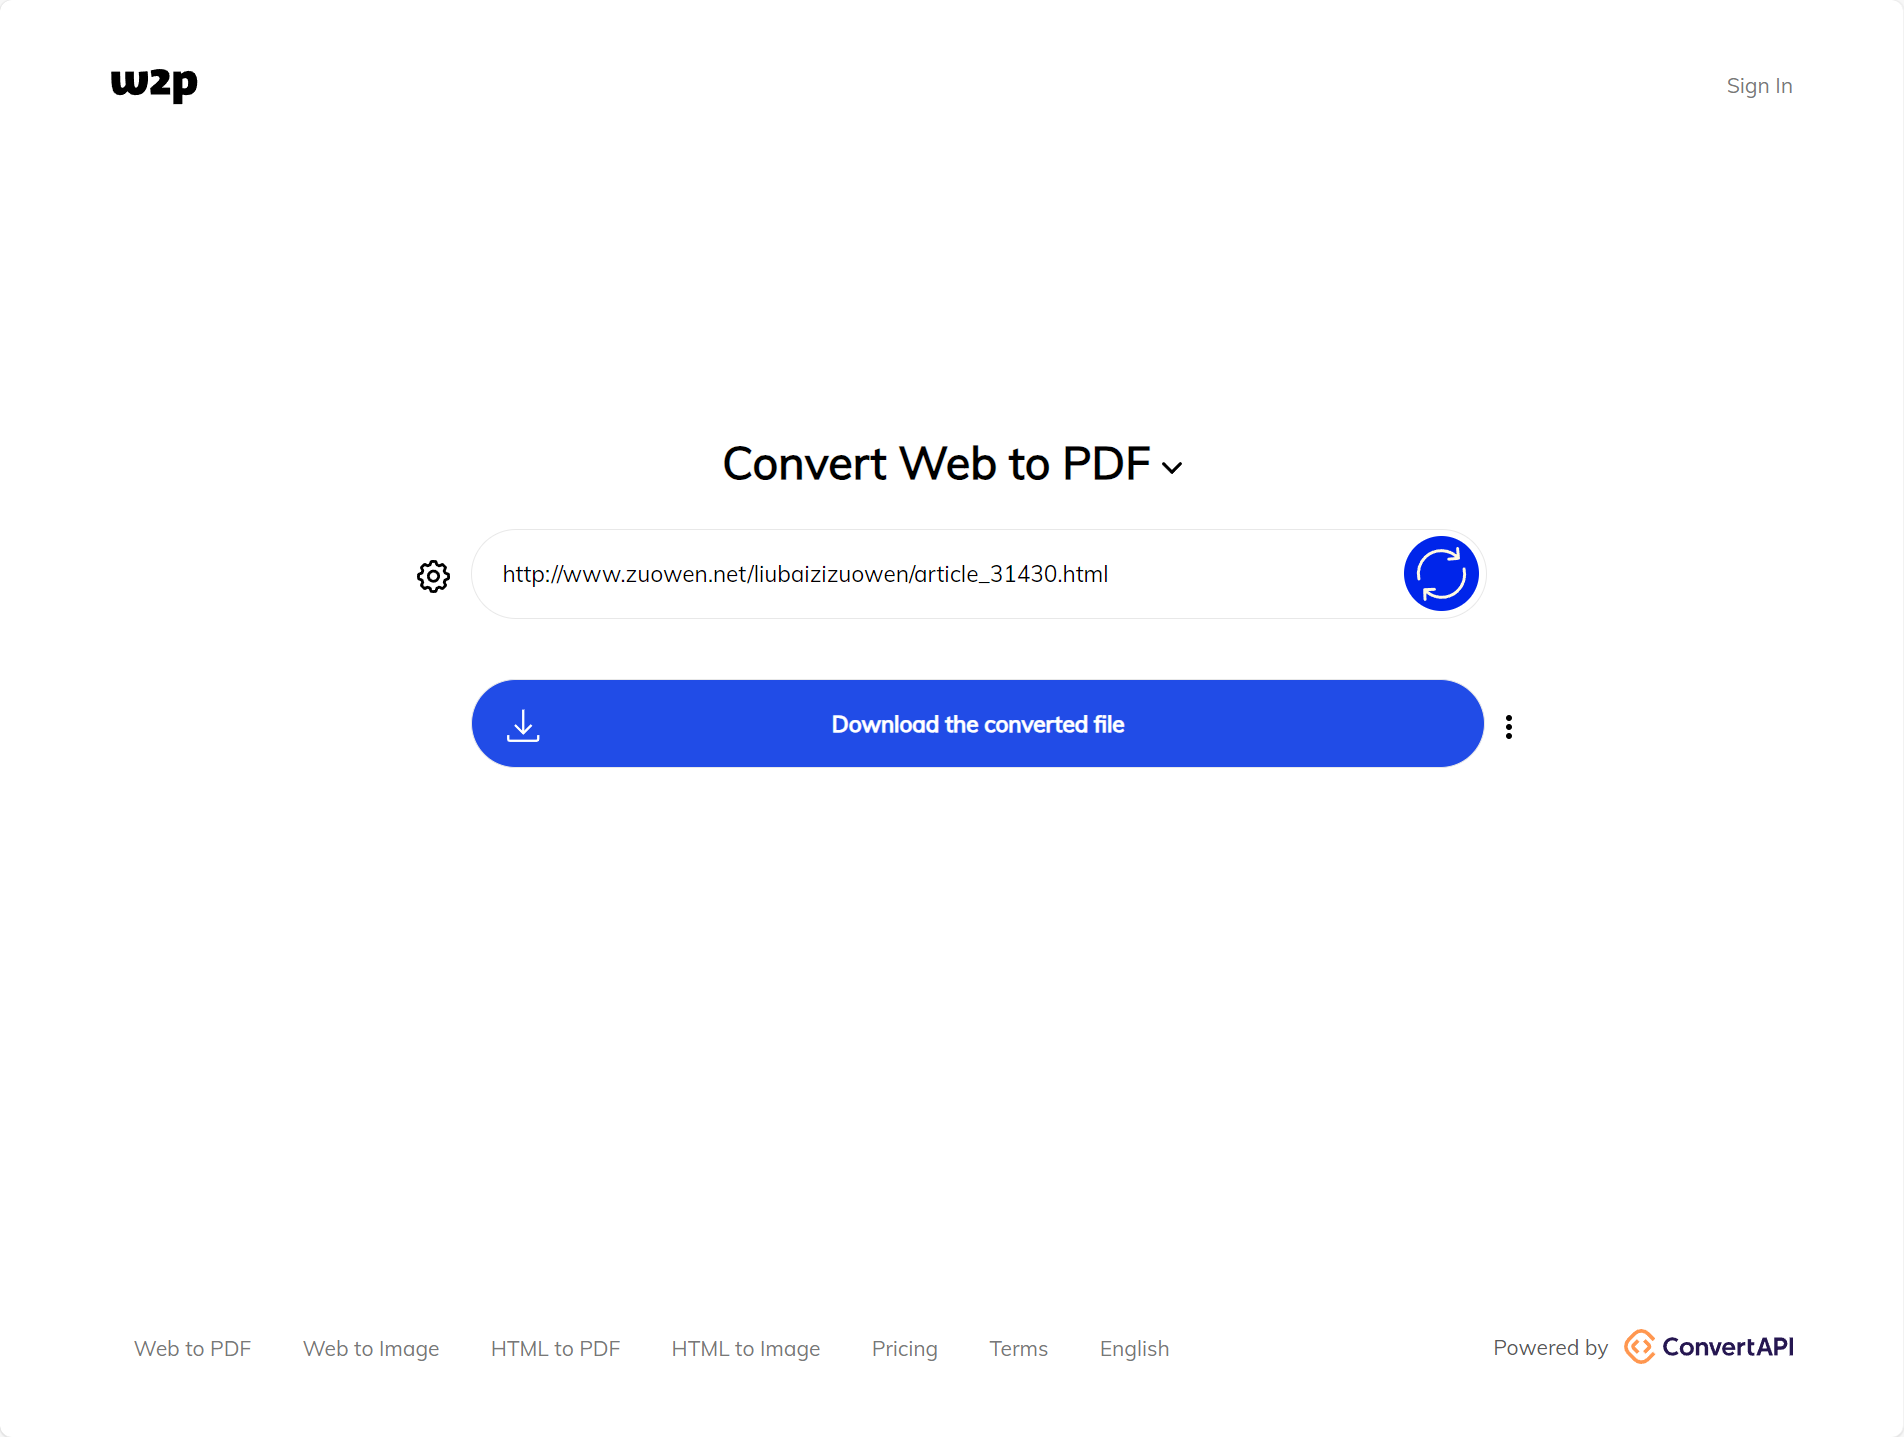 w2p
Sign In
Convert Web to PDF
http://www.zuowen.net/liubaizizuowen/article_31430.html
Download the converted file
Web to PDF
Web to Image
HTML to PDF
HTML to Image
Pricing
Terms
English
Powered by
ConvertAPI